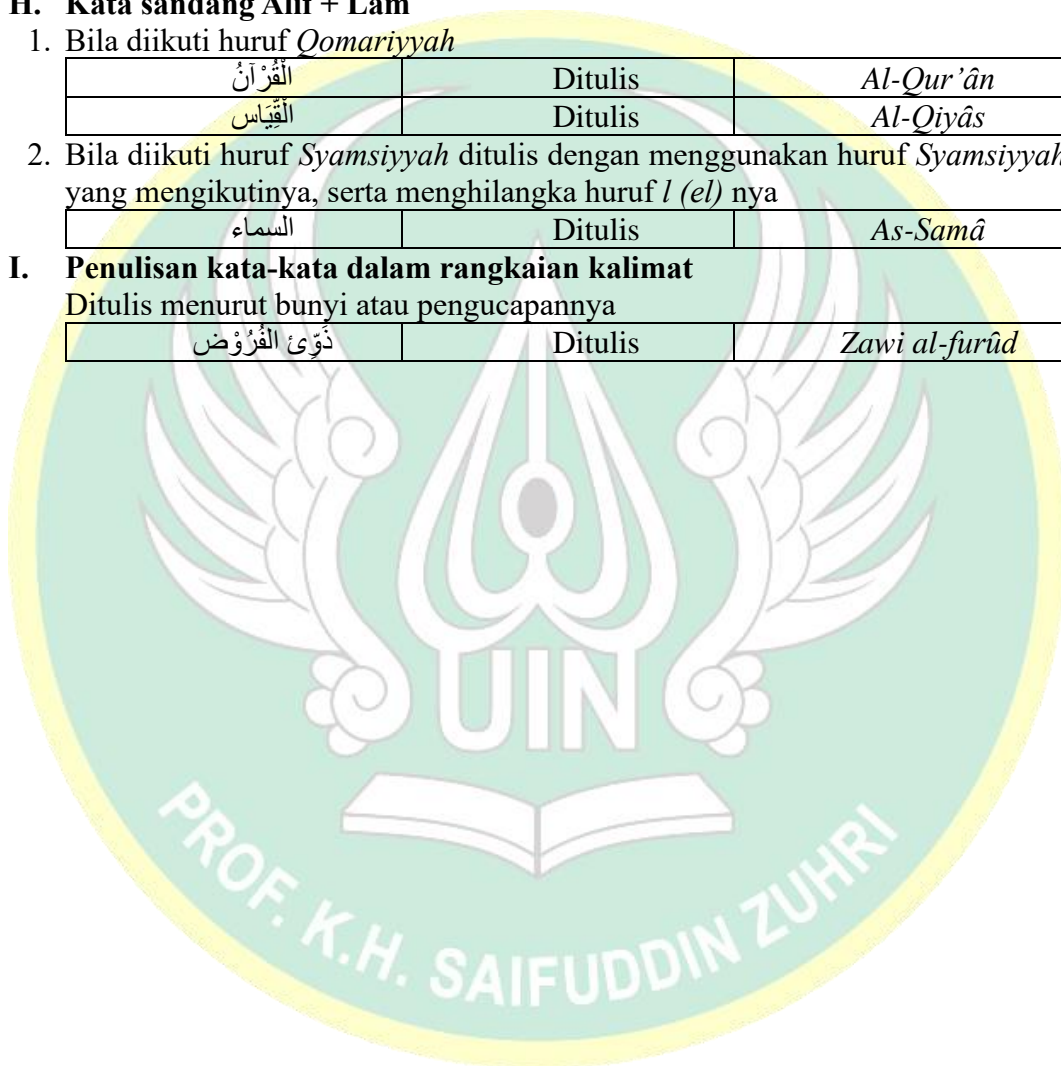 H. Kata sandang Alif + Lam
1. Bila diikuti huruf Qomariyyah
الْقُرْآنُ Ditulis Al-Qur’ân
الْقِّيَاس Ditulis Al-Qiyâs
2. Bila diikuti huruf Syamsiyyah ditulis dengan menggunakan huruf Syamsiyyah
yang mengikutinya, serta menghilangka huruf l (el) nya
السماء Ditulis As-Samâ
I. Penulisan kata-kata dalam rangkaian kalimat
Ditulis menurut bunyi atau pengucapannya
ذَوِّئ الفُرُوْض Ditulis Zawi al-furûd
UIN
PROF. K.H. SAIFUDDIN ZUHRI